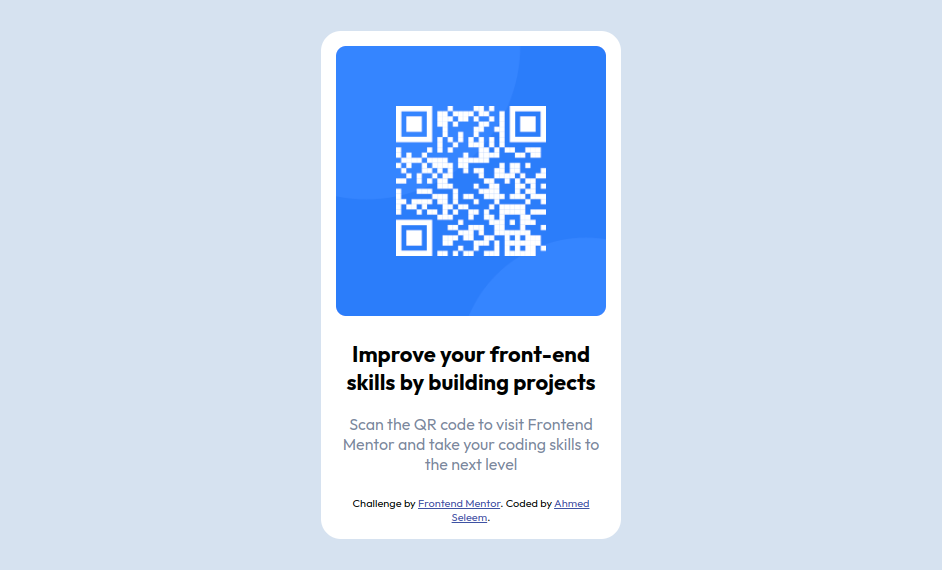 Improve your front-end
skills by building projects
Scan the QR code to visit Frontend
Mentor and take your coding skills to
the next level
Challenge by Frontend Mentor. Coded by Ahmed
Seleem.